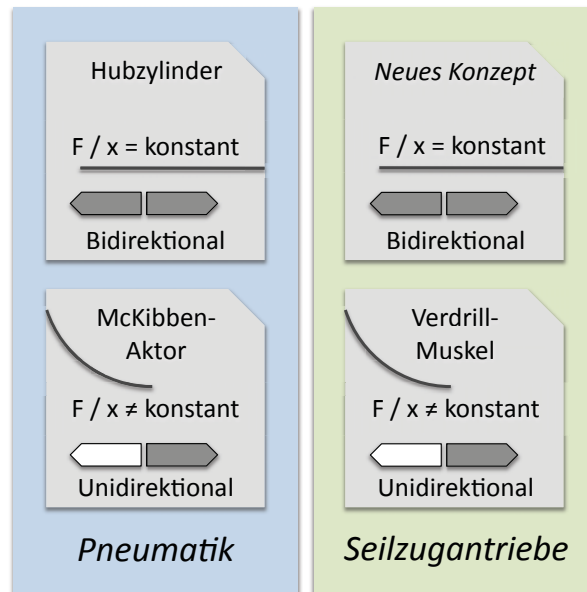 Hubzylinder
F / x = konstant
Bidirektional
McKibben-
Aktor
F / x ≠ konstant
Unidirektional
Pneumatik
Neues Konzept
F / x = konstant
Bidirektional
Verdrill-
Muskel
F / x ≠ konstant
Unidirektional
Seilzugantriebe